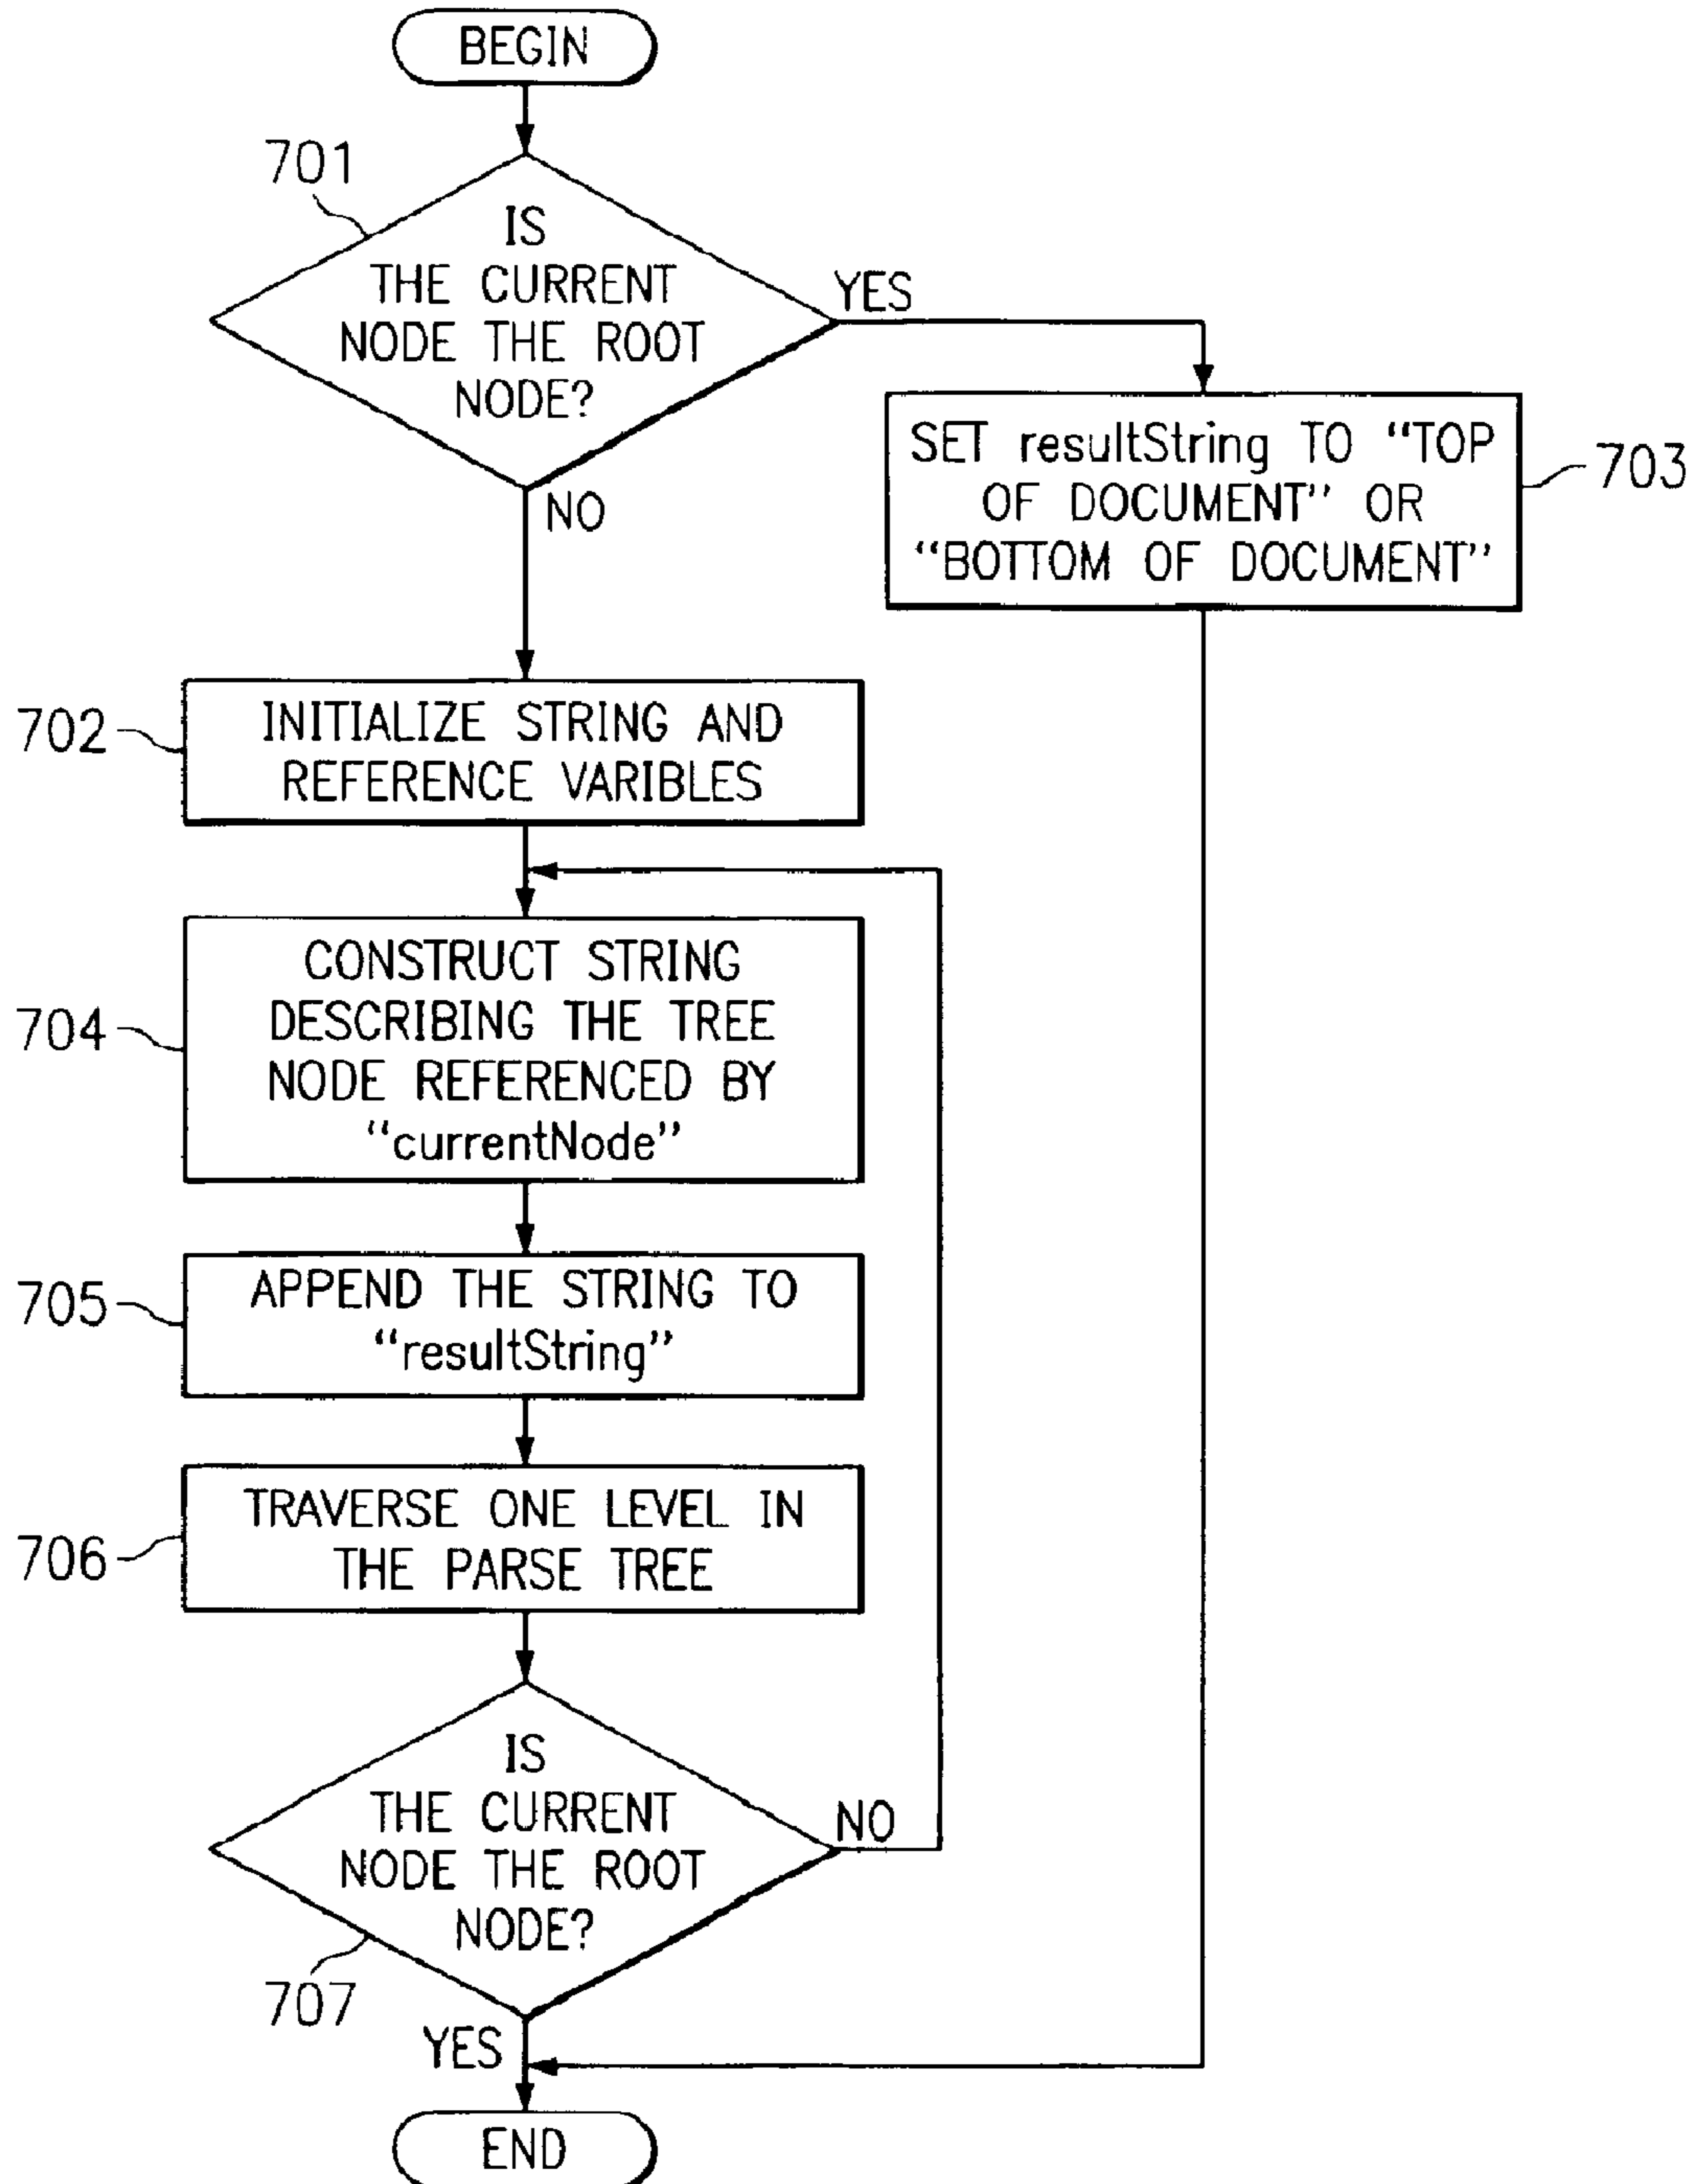 BEGIN
701
IS
THE CURRENT
NODE THE ROOT
NODE?
YES
NO
SET resultString TO “TOP
OF DOCUMENT” OR
“BOTTOM OF DOCUMENT”
703
702
INITIALIZE STRING AND
REFERENCE VARIBLES
704
CONSTRUCT STRING
DESCRIBING THE TREE
NODE REFERENCED BY
“currentNode”
705
APPEND THE STRING TO
“resultString”
706
TRAVERSE ONE LEVEL IN
THE PARSE TREE
IS
THE CURRENT
NODE THE ROOT
NODE?
NO
707
YES
END